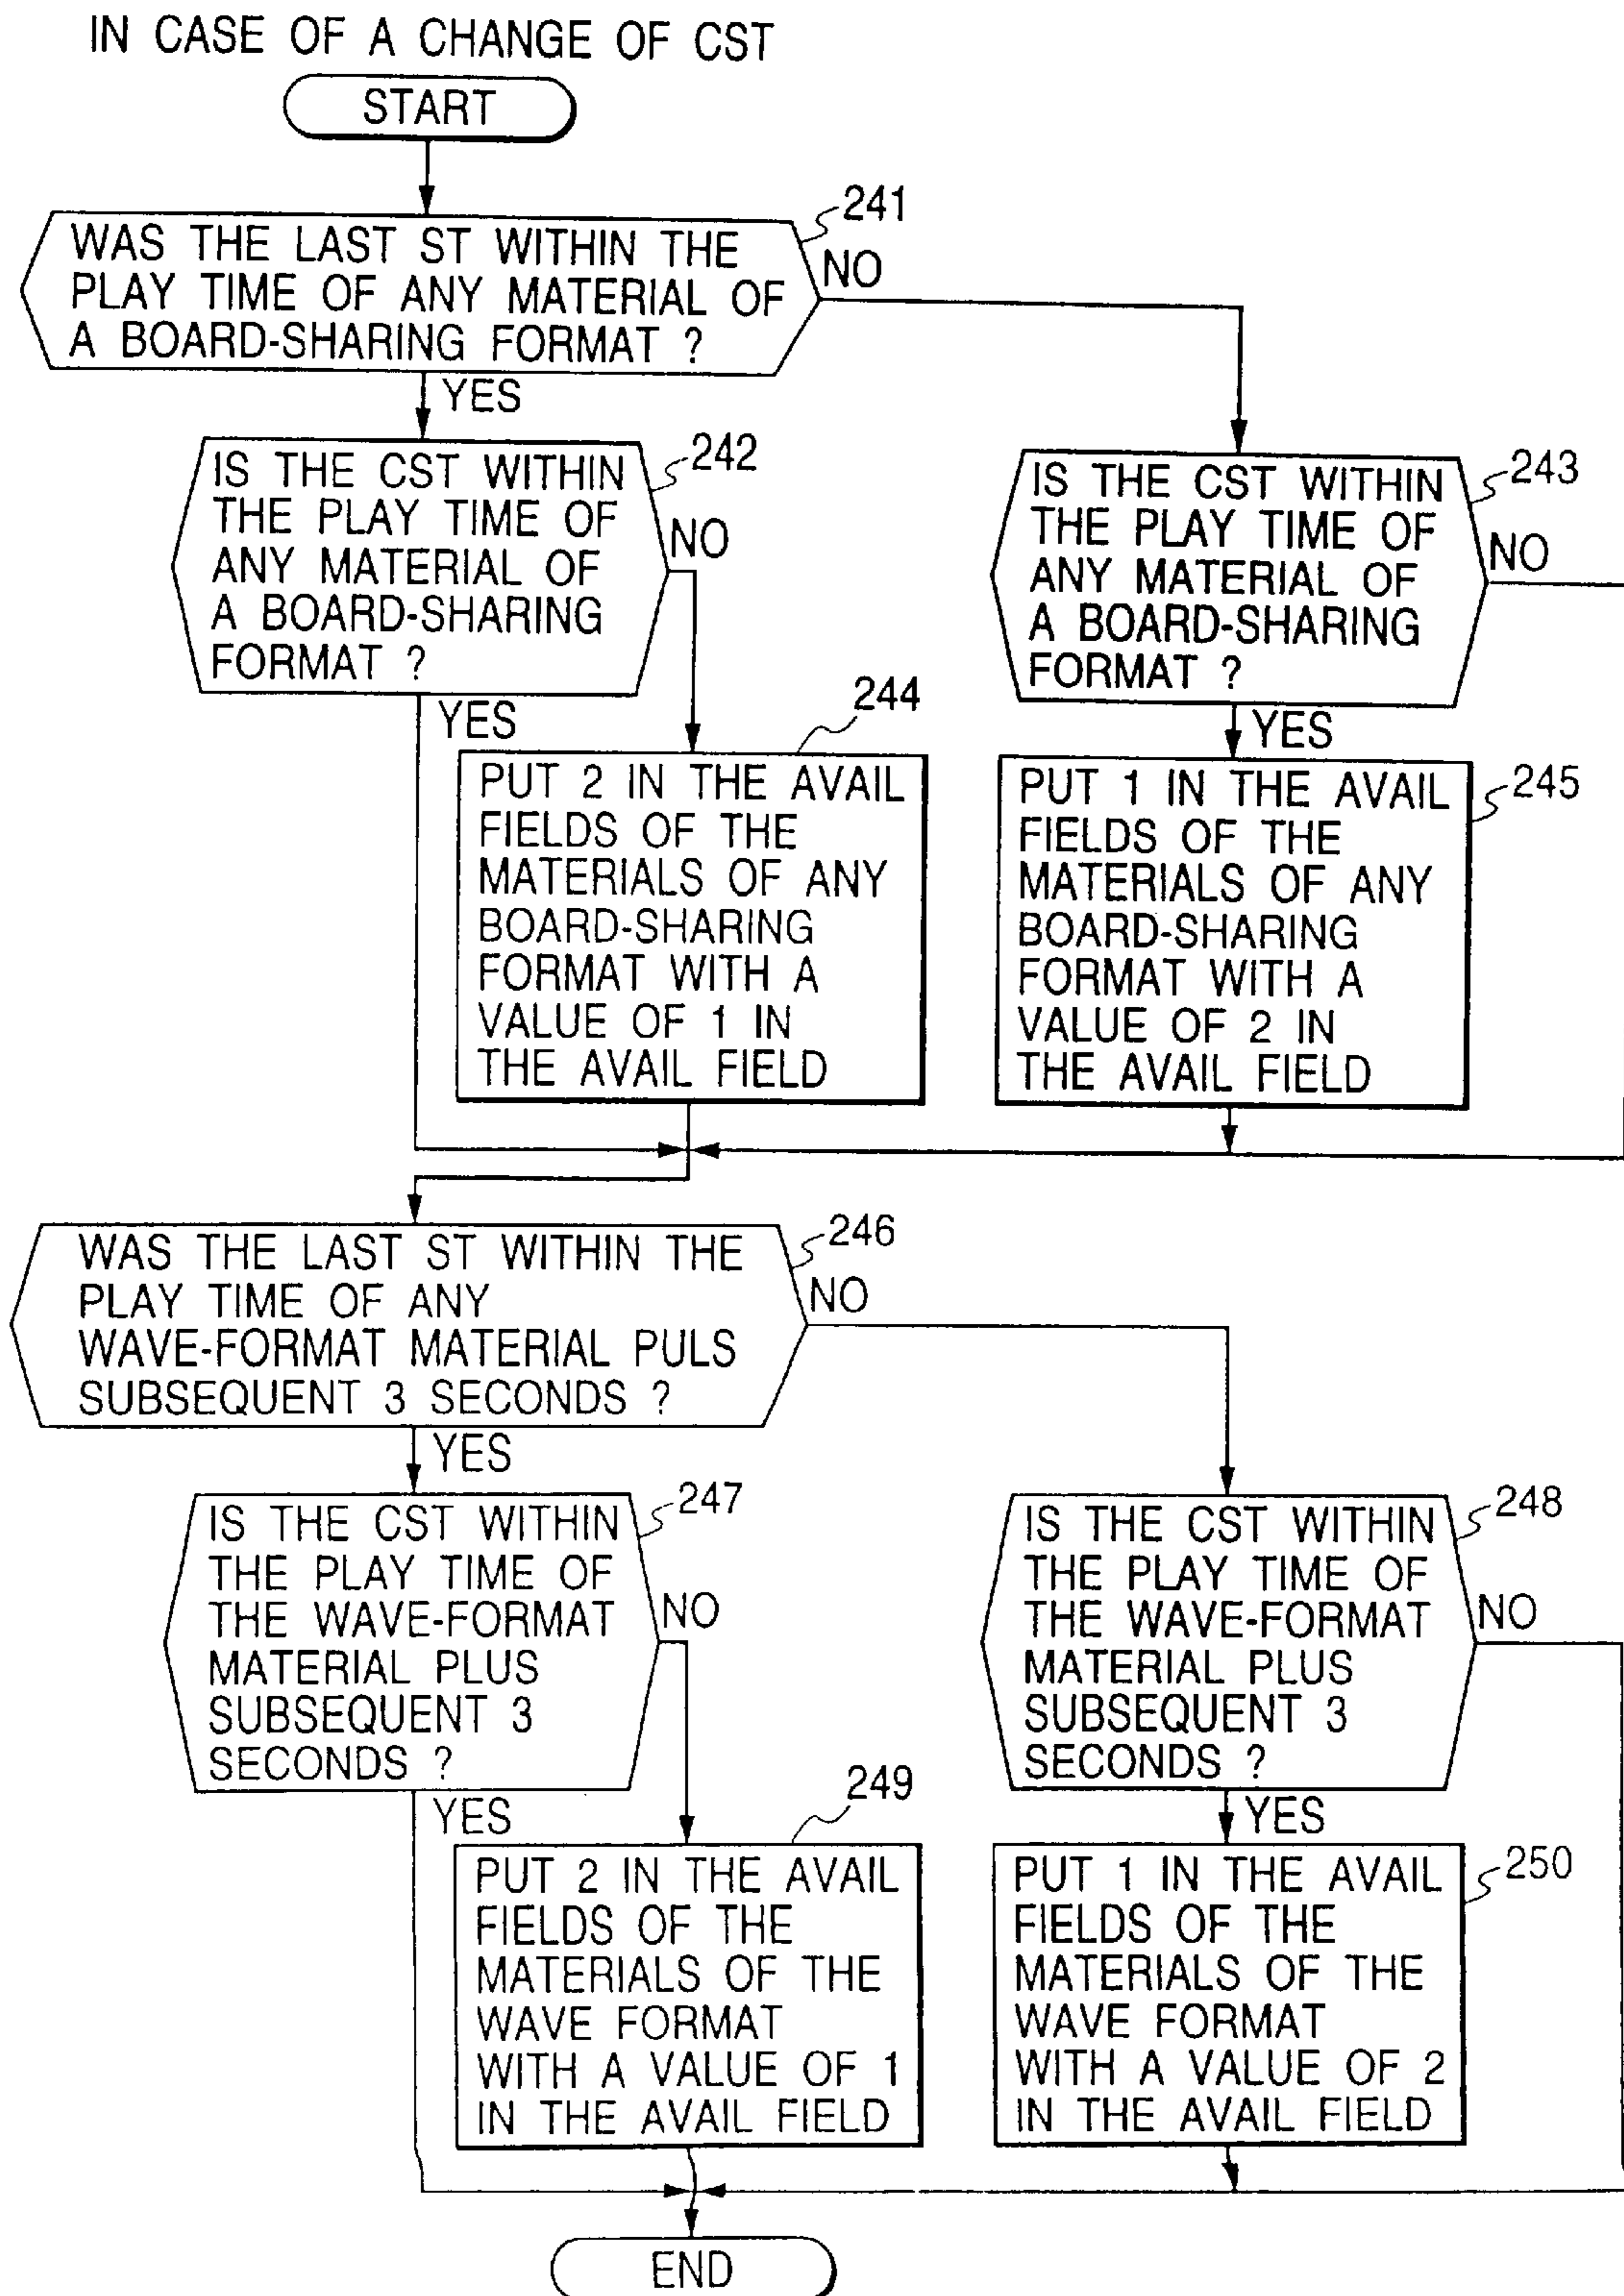 IN CASE OF A CHANGE OF CST
START
241
WAS THE LAST ST WITHIN THE
PLAY TIME OF ANY MATERIAL OF
A BOARD-SHARING FORMAT ?
NO
YES
242
IS THE CST WITHIN
THE PLAY TIME OF
ANY MATERIAL OF
A BOARD-SHARING
FORMAT ?
NO
YES
243
IS THE CST WITHIN
THE PLAY TIME OF
ANY MATERIAL OF
A BOARD-SHARING
FORMAT ?
NO
YES
244
PUT 2 IN THE AVAIL
FIELDS OF THE
MATERIALS OF ANY
BOARD-SHARING
FORMAT WITH A
VALUE OF 1 IN
THE AVAIL FIELD
245
PUT 1 IN THE AVAIL
FIELDS OF THE
MATERIALS OF ANY
BOARD-SHARING
FORMAT WITH A
VALUE OF 2 IN
THE AVAIL FIELD
246
WAS THE LAST ST WITHIN THE
PLAY TIME OF ANY
WAVE-FORMAT MATERIAL PULS
SUBSEQUENT 3 SECONDS ?
NO
YES
247
IS THE CST WITHIN
THE PLAY TIME OF
THE WAVE-FORMAT
MATERIAL PLUS
SUBSEQUENT 3
SECONDS ?
NO
YES
248
IS THE CST WITHIN
THE PLAY TIME OF
THE WAVE-FORMAT
MATERIAL PLUS
SUBSEQUENT 3
SECONDS ?
NO
YES
249
PUT 2 IN THE AVAIL
FIELDS OF THE
MATERIALS OF THE
WAVE FORMAT
WITH A VALUE OF 1
IN THE AVAIL FIELD
250
PUT 1 IN THE AVAIL
FIELDS OF THE
MATERIALS OF THE
WAVE FORMAT
WITH A VALUE OF 2
IN THE AVAIL FIELD
END